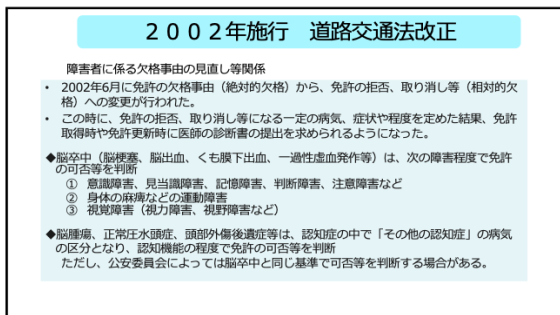 ２００２年施行　道路交通法改正
障害者に係る欠格事由の見直し等関係
・ 2002年6月に免許の欠格事由（絶対的欠格）から、免許の拒否、取り消し等（相対的欠
格）への変更が行われた。
・ この時に、免許の拒否、取り消し等になる一定の病気、症状や程度を定めた結果、免許
取得時や免許更新時に医師の診断書の提出を求められるようになった。
◆脳卒中（脳梗塞、脳出血、くも膜下出血、一過性虚血発作等）は、次の障害程度で免許
の可否等を判断
① 意識障害、見当識障害、記憶障害、判断障害、注意障害など
② 身体の麻痺などの運動障害
③ 視覚障害（視力障害、視野障害など）
◆脳腫瘍、正常圧水頭症、頭部外傷後遺症等は、認知症の中で「その他の認知症」の病気
の区分となり、認知機能の程度で免許の可否等を判断
ただし、公安委員会によっては脳卒中と同じ基準で可否等を判断する場合がある。